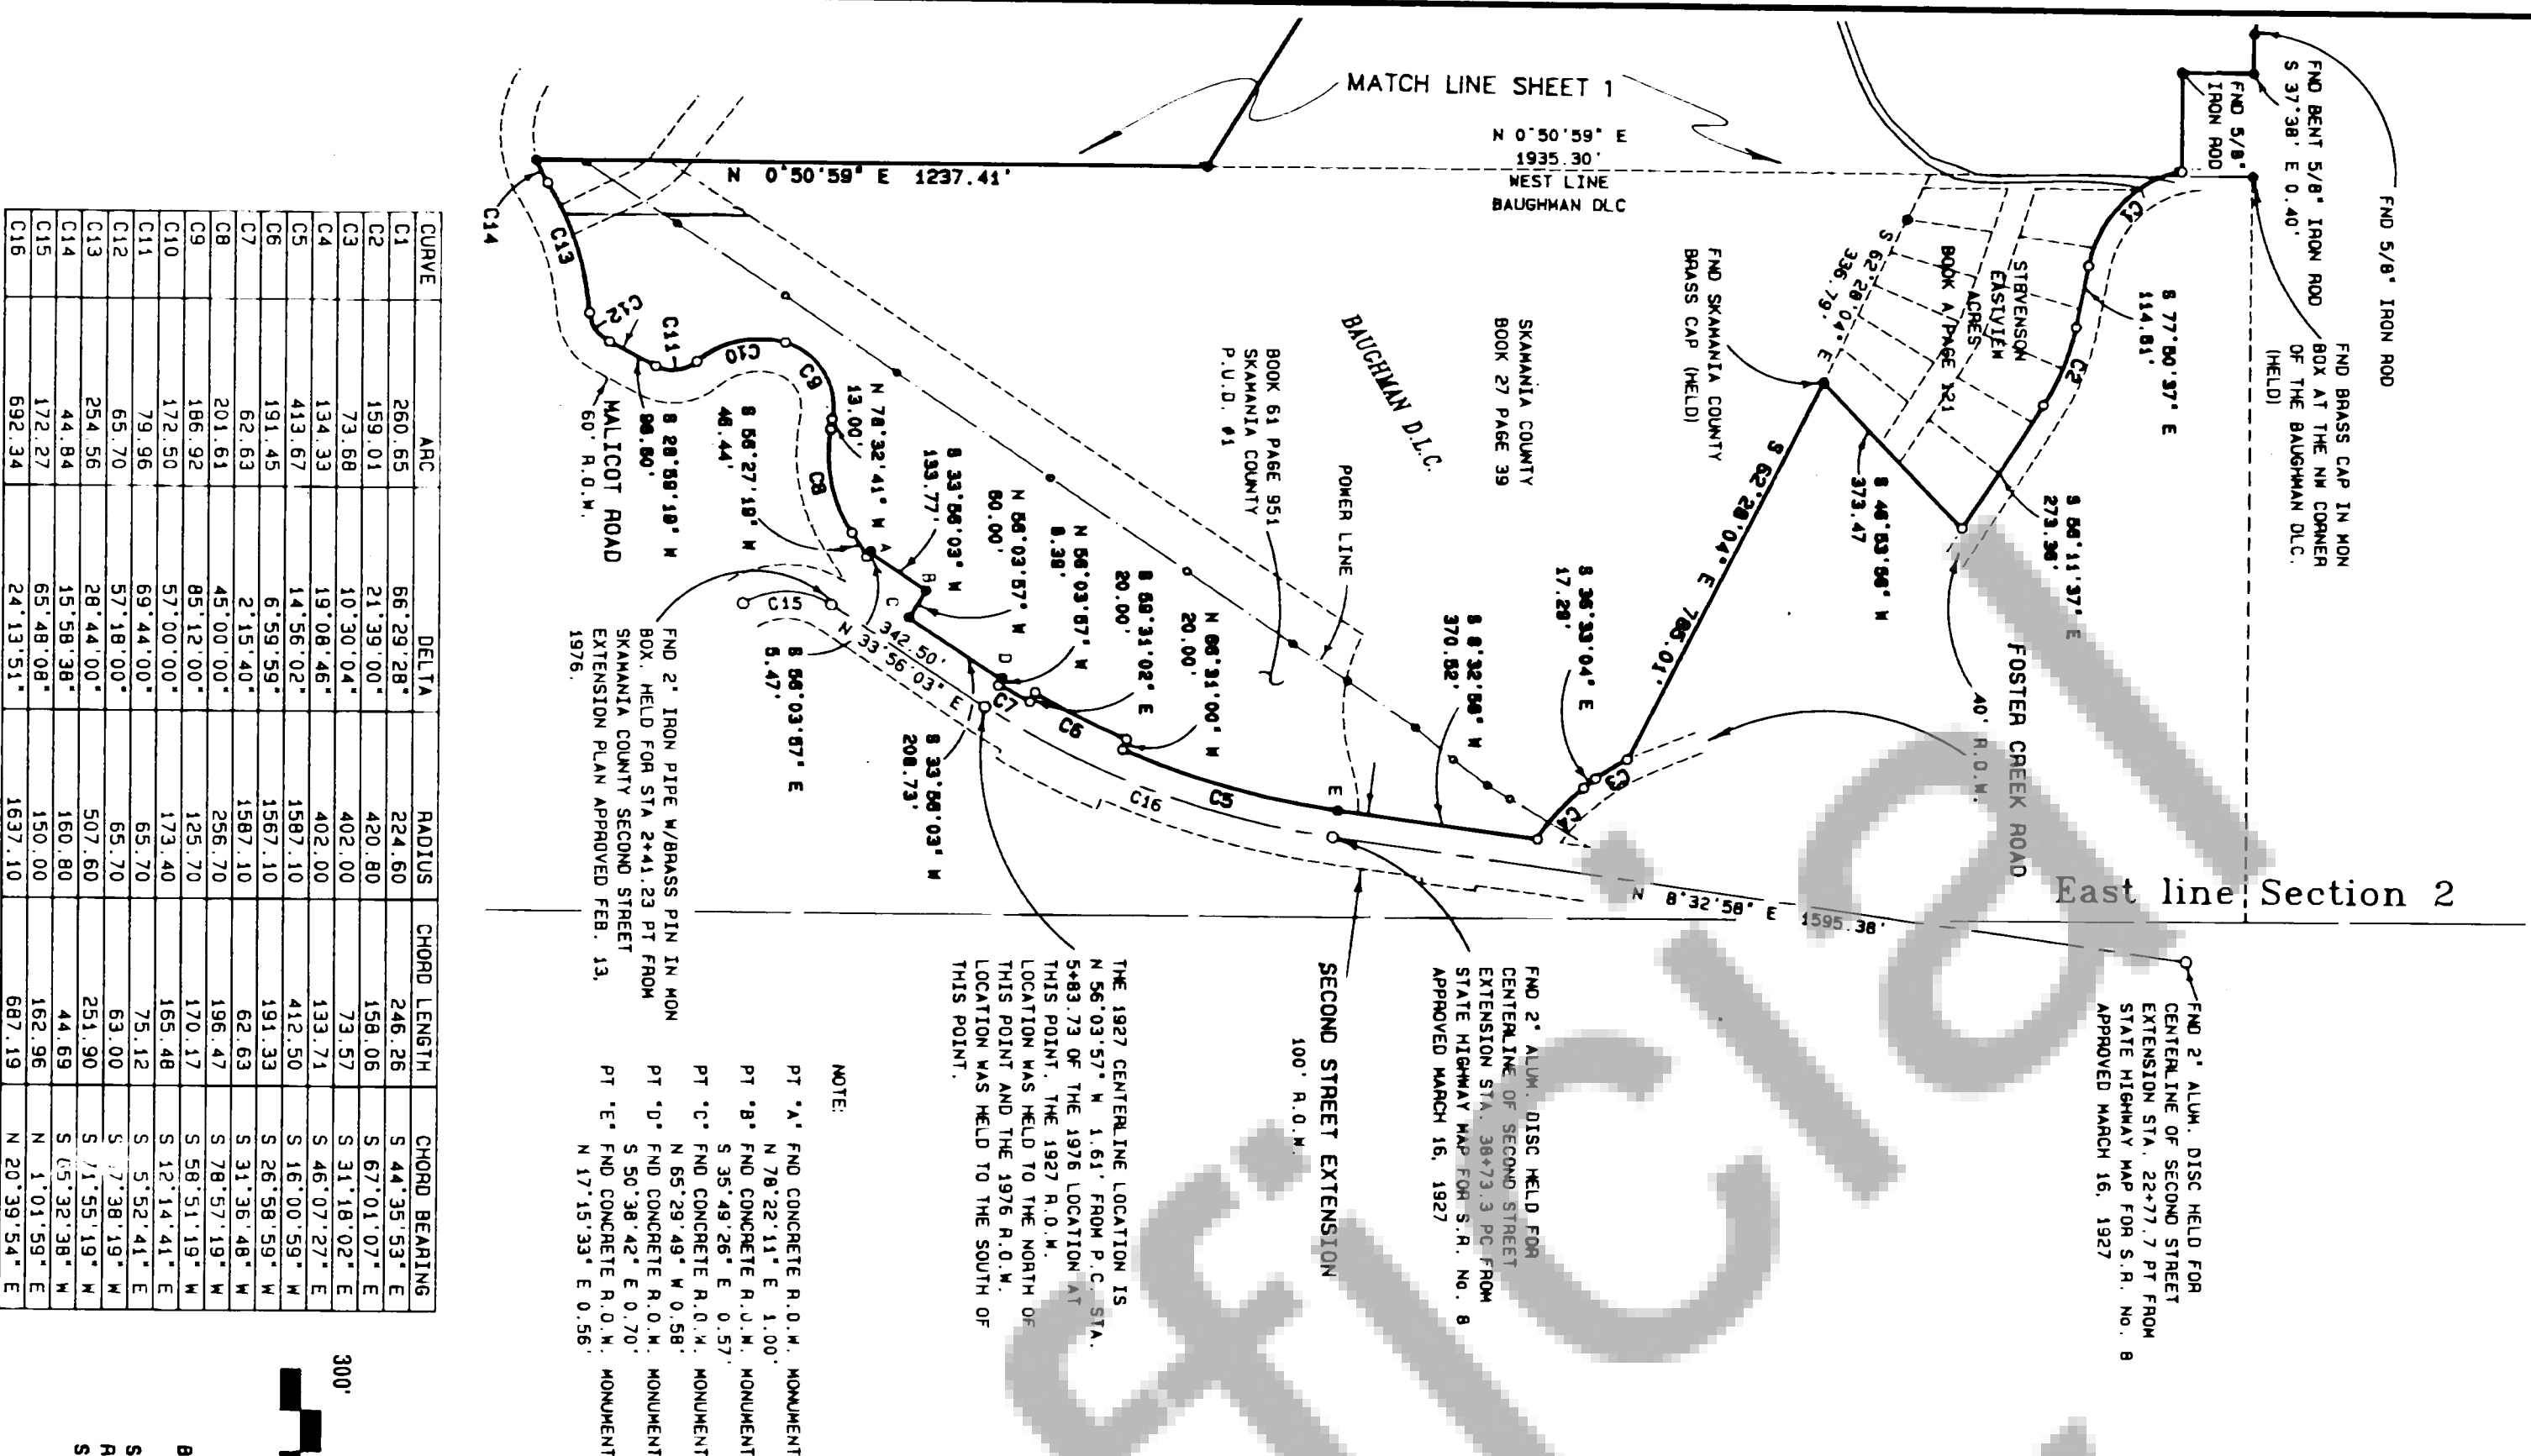 MATCH LINE SHEET 1
N 0°50'59" E
1935.30'
WEST LINE
BAUGHMAN DLC
N 0°50'59" E 1237.41'
FND 5/8" IRON ROD
FND BENT 5/8" IRON ROD
S 37°38' E 0.40'
FND 5/8"
IRON ROD
FND BRASS CAP IN MON
BOX AT THE NW CORNER
OF THE BAUGHMAN DLC.
(HELD)
C1
S 77°50'37" E
114.81'
C2
STEVENSON
EASTVIEW
ACRES
BOOK A PAGE 121
S 62°28'04" E
336.79'
FND SKAMANIA COUNTY
BRASS CAP (HELD)
S 56°11'37" E
273.36'
S 46°53'56" W
373.47
FOSTER CREEK ROAD
40' R.O.W.
S 62°28'04" E 785.01'
SKAMANIA COUNTY
BOOK 27 PAGE 39
BAUGHMAN D.L.C.
BOOK 61 PAGE 951
SKAMANIA COUNTY
P.U.D. #1
POWER LINE
S 36°33'04" E
17.29'
C3
C4
S 8°32'58" W
370.52'
N 66°31'00" W
20.00'
S 59°31'02" E
20.00'
N 56°03'57" W
8.39'
N 56°03'57" W
60.00'
S 33°56'03" W
133.77'
N 78°32'41" W
13.00'
S 56°27'19" W
46.44'
S 28°59'19" W
MALICOT ROAD
60' R.O.W.
C14
C13
C12
C11
C10
C9
C8
A
B
C
D
E
C7
C6
C5
C15
C16
342.50'
N 33°56'03" E
S 56°03'57" E
5.47'
S 33°56'03" W
208.73'
N 8°32'58" E 1595.38'
East line Section 2
FND 2" IRON PIPE W/BRASS PIN IN MON
BOX. HELD FOR STA 2+41.23 PT FROM
SKAMANIA COUNTY SECOND STREET
EXTENSION PLAN APPROVED FEB. 13,
1976.
THE 1927 CENTERLINE LOCATION IS
N 56°03'57" W 1.61' FROM P.C. STA.
5+83.73 OF THE 1976 LOCATION AT
THIS POINT. THE 1927 R.O.W.
LOCATION WAS HELD TO THE NORTH OF
THIS POINT AND THE 1976 R.O.W.
LOCATION WAS HELD TO THE SOUTH OF
THIS POINT.
SECOND STREET EXTENSION
100' R.O.W.
FND 2" ALUM. DISC HELD FOR
CENTERLINE OF SECOND STREET
EXTENSION STA. 38+73.3 PC FROM
STATE HIGHWAY MAP FOR S.R. No. 8
APPROVED MARCH 16, 1927
FND 2" ALUM. DISC HELD FOR
CENTERLINE OF SECOND STREET
EXTENSION STA. 22+77.7 PT FROM
STATE HIGHWAY MAP FOR S.R. No. 8
APPROVED MARCH 16, 1927
NOTE:
PT "A" FND CONCRETE R.O.W. MONUMENT
N 78°22'11" E 1.00'
PT "B" FND CONCRETE R.O.W. MONUMENT
S 35°49'26" E 0.57'
PT "C" FND CONCRETE R.O.W. MONUMENT
N 65°29'49" W 0.58'
PT "D" FND CONCRETE R.O.W. MONUMENT
S 50°38'42" E 0.70'
PT "E" FND CONCRETE R.O.W. MONUMENT
N 17°15'33" E 0.56'
CURVE ARC DELTA RADIUS CHORD LENGTH CHORD BEARING
C1 260.65 66°29'28" 224.60 246.26 S 44°35'53" E
C2 159.01 21°39'00" 420.80 158.06 S 67°01'07" E
C3 73.68 10°30'04" 402.00 73.57 S 31°18'02" E
C4 134.33 19°08'46" 402.00 133.71 S 46°07'27" E
C5 413.67 14°56'02" 1587.10 412.50 S 16°00'59" W
C6 191.45 6°59'59" 1567.10 191.33 S 26°58'59" W
C7 62.63 2°15'40" 1587.10 62.63 S 31°36'48" W
C8 201.61 45°00'00" 256.70 196.47 S 78°57'19" W
C9 186.92 85°12'00" 125.70 170.17 S 58°51'19" W
C10 172.50 57°00'00" 173.40 165.48 S 12°14'41" E
C11 79.96 69°44'00" 65.70 75.12 S 5°52'41" E
C12 65.70 57°18'00" 65.70 63.00 S 7°38'19" W
C13 254.56 28°44'00" 507.60 251.90 S 71°55'19" W
C14 44.84 15°58'38" 160.80 44.69 S 65°32'38" W
C15 172.27 65°48'08" 150.00 162.96 N 1°01'59" E
C16 692.34 24°13'51" 1637.10 687.19 N 20°39'54" E
300'